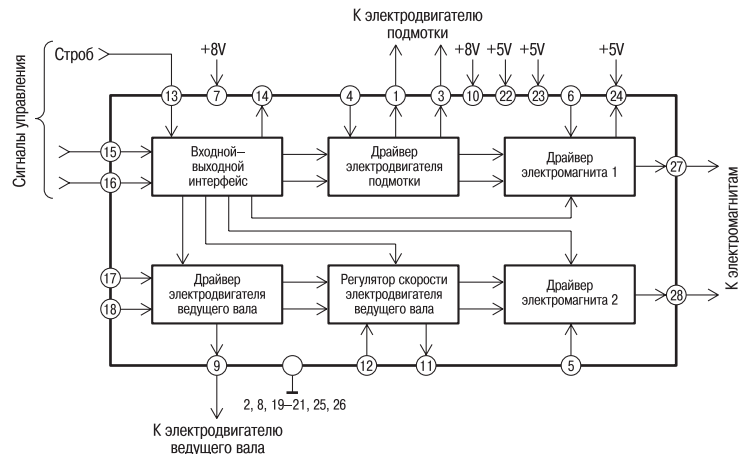 К электродвигателю
подмотки
Строб
+8V
+8V
+5V
+5V
+5V
Сигналы управления
13
7
14
4
1
3
10
22
23
6
24
15
16
Входной–
выходной
интерфейс
Драйвер
электродвигателя
подмотки
Драйвер
электромагнита 1
27
К электромагнитам
17
18
Драйвер
электродвигателя
ведущего вала
Регулятор скорости
электродвигателя
ведущего вала
Драйвер
электромагнита 2
28
9
12
11
5
2, 8, 19–21, 25, 26
К электродвигателю
ведущего вала